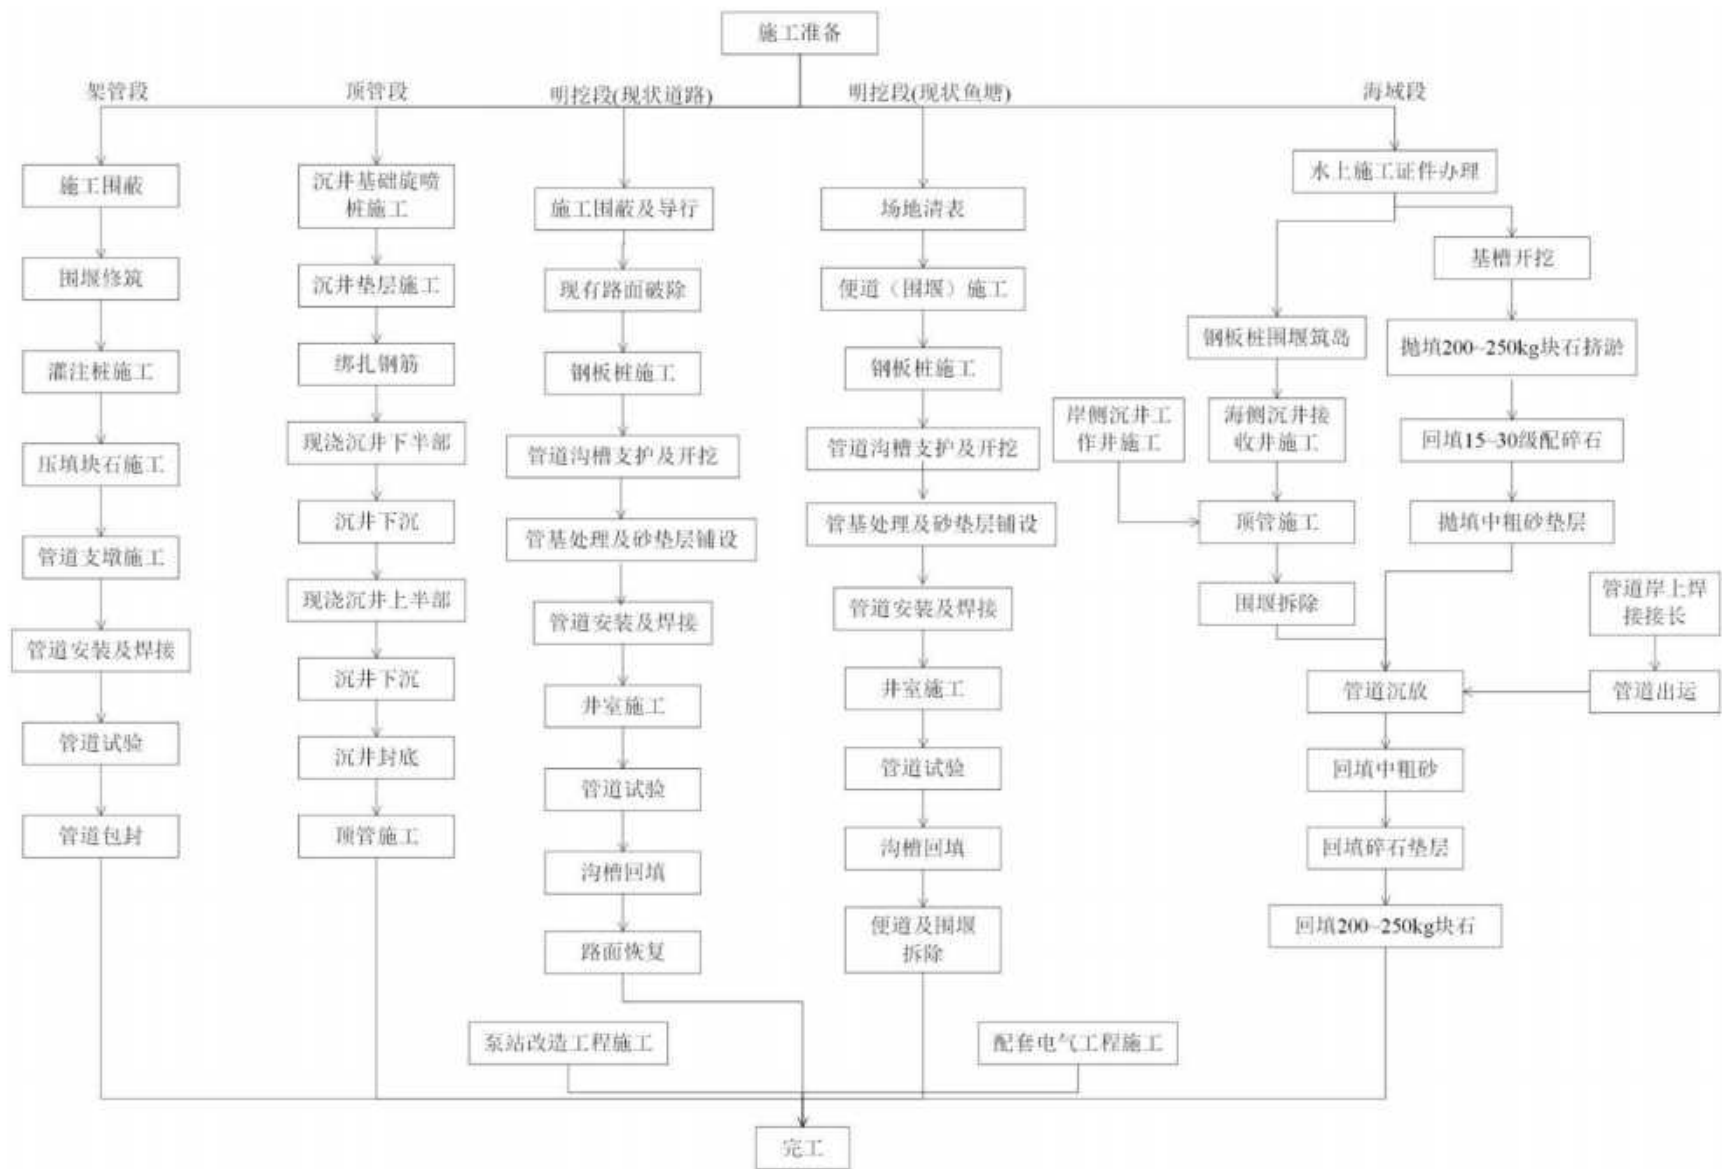 施工准备
架管段
顶管段
明挖段(现状道路)
明挖段(现状鱼塘)
海域段
施工围蔽
围堰修筑
灌注桩施工
压填块石施工
管道支墩施工
管道安装及焊接
管道试验
管道包封
沉井基础旋喷
桩施工
沉井垫层施工
绑扎钢筋
现浇沉井下半部
沉井下沉
现浇沉井上半部
沉井下沉
沉井封底
顶管施工
施工围蔽及导行
现有路面破除
钢板桩施工
管道沟槽支护及开挖
管基处理及砂垫层铺设
管道安装及焊接
井室施工
管道试验
沟槽回填
路面恢复
场地清表
便道（围堰）施工
钢板桩施工
管道沟槽支护及开挖
管基处理及砂垫层铺设
管道安装及焊接
井室施工
管道试验
沟槽回填
便道及围堰
拆除
水上施工证件办理
钢板桩围堰筑岛
岸侧沉井工
作井施工
海侧沉井接
收井施工
顶管施工
围堰拆除
基槽开挖
抛填200~250kg块石挤淤
回填15~30级配碎石
抛填中粗砂垫层
管道岸上焊
接接长
管道出运
管道沉放
回填中粗砂
回填碎石垫层
回填200~250kg块石
泵站改造工程施工
配套电气工程施工
完工